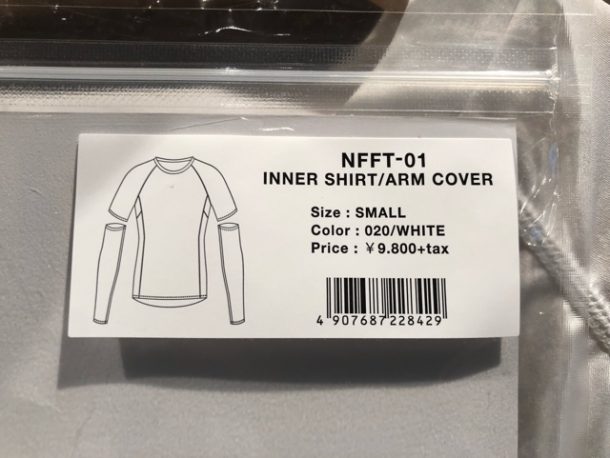 NFFT-01
INNER SHIRT/ARM COVER
Size : SMALL
Color : 020/WHITE
Price : ¥9.800+tax
4 907687 228429